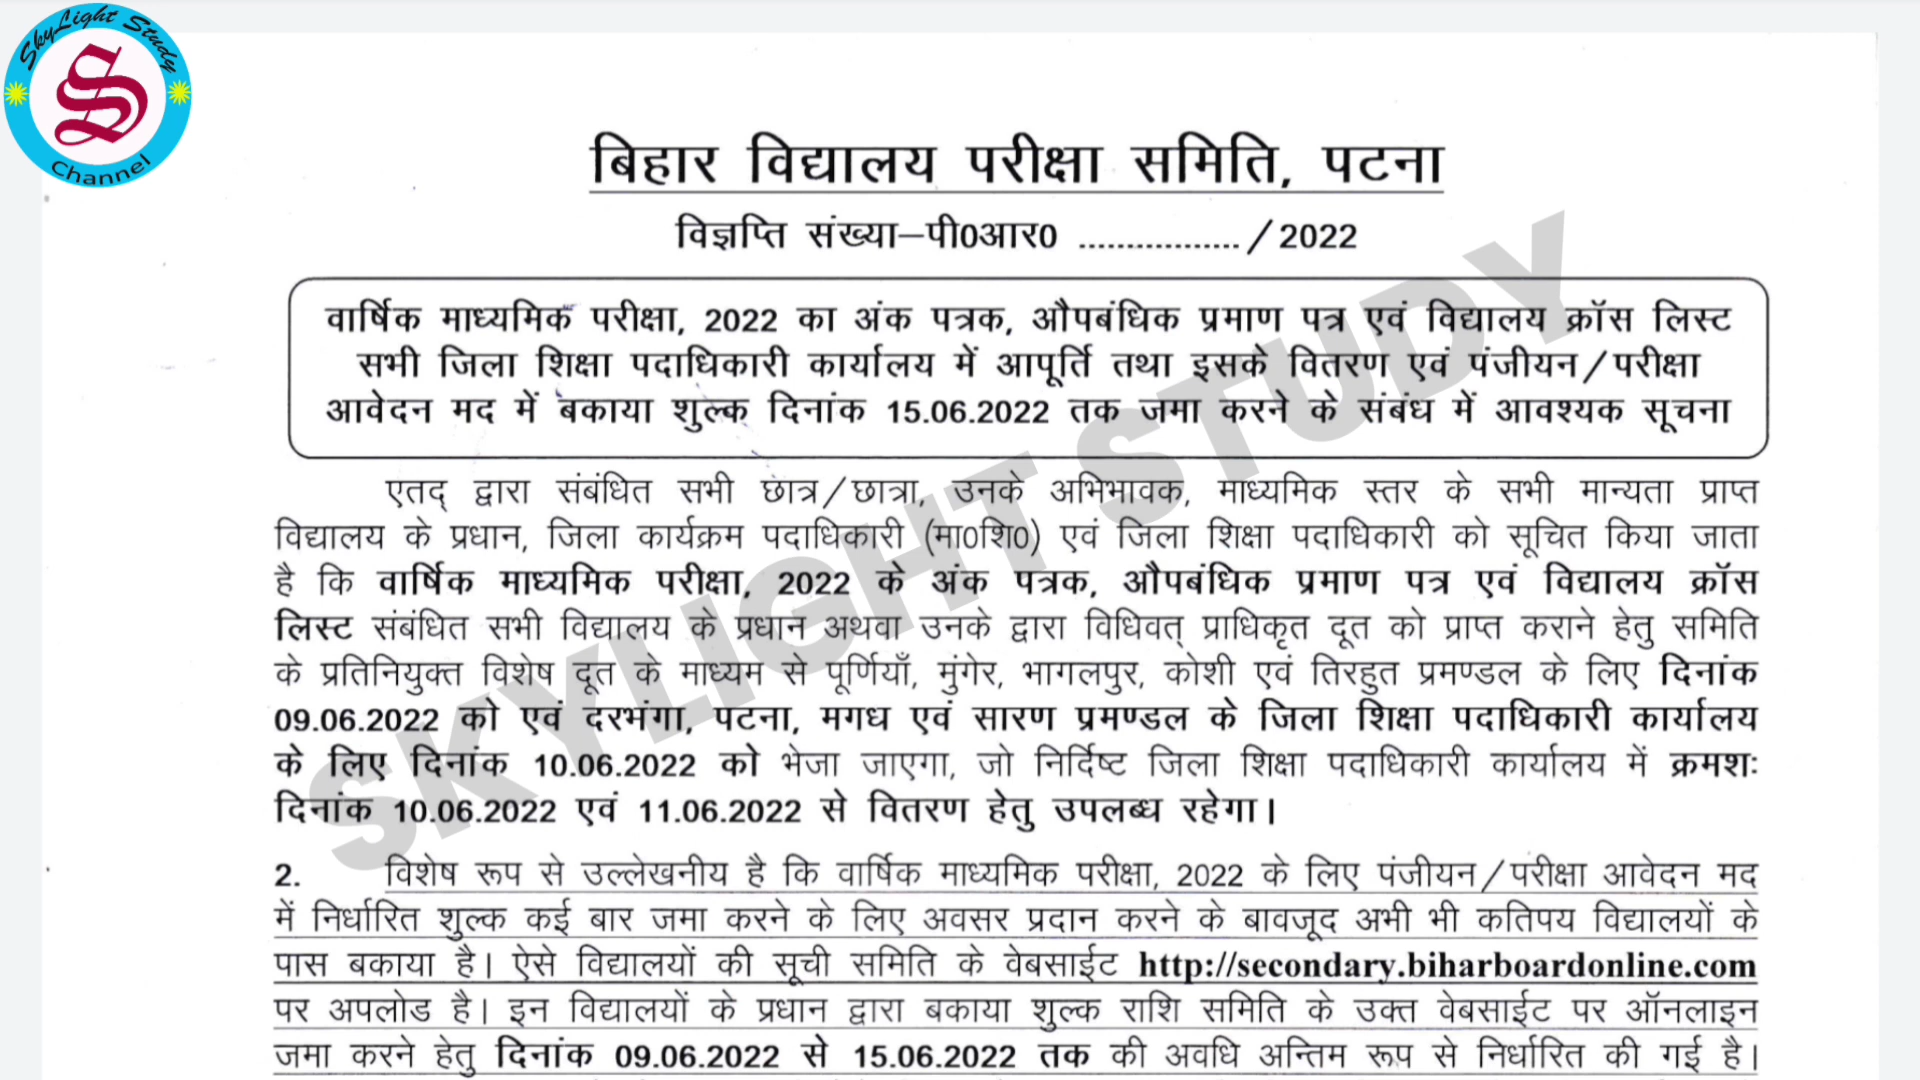 SkyLight Study
S
Channel
बिहार विद्यालय परीक्षा समिति, पटना
विज्ञप्ति संख्या–पी0आर0 ................. / 2022
वार्षिक माध्यमिक परीक्षा, 2022 का अंक पत्रक, औपबंधिक प्रमाण पत्र एवं विद्यालय क्रॉस लिस्ट
सभी जिला शिक्षा पदाधिकारी कार्यालय में आपूर्ति तथा इसके वितरण एवं पंजीयन/परीक्षा
आवेदन मद में बकाया शुल्क दिनांक 15.06.2022 तक जमा करने के संबंध में आवश्यक सूचना
एतद् द्वारा संबंधित सभी छात्र/छात्रा, उनके अभिभावक, माध्यमिक स्तर के सभी मान्यता प्राप्त
विद्यालय के प्रधान, जिला कार्यक्रम पदाधिकारी (मा0शि0) एवं जिला शिक्षा पदाधिकारी को सूचित किया जाता
है कि वार्षिक माध्यमिक परीक्षा, 2022 के अंक पत्रक, औपबंधिक प्रमाण पत्र एवं विद्यालय क्रॉस
लिस्ट संबंधित सभी विद्यालय के प्रधान अथवा उनके द्वारा विधिवत् प्राधिकृत दूत को प्राप्त कराने हेतु समिति
के प्रतिनियुक्त विशेष दूत के माध्यम से पूर्णियाँ, मुंगेर, भागलपुर, कोशी एवं तिरहुत प्रमण्डल के लिए दिनांक
09.06.2022 को एवं दरभंगा, पटना, मगध एवं सारण प्रमण्डल के जिला शिक्षा पदाधिकारी कार्यालय
के लिए दिनांक 10.06.2022 को भेजा जाएगा, जो निर्दिष्ट जिला शिक्षा पदाधिकारी कार्यालय में क्रमशः
दिनांक 10.06.2022 एवं 11.06.2022 से वितरण हेतु उपलब्ध रहेगा।
2. विशेष रूप से उल्लेखनीय है कि वार्षिक माध्यमिक परीक्षा, 2022 के लिए पंजीयन/परीक्षा आवेदन मद
में निर्धारित शुल्क कई बार जमा करने के लिए अवसर प्रदान करने के बावजूद अभी भी कतिपय विद्यालयों के
पास बकाया है। ऐसे विद्यालयों की सूची समिति के वेबसाईट http://secondary.biharboardonline.com
पर अपलोड है। इन विद्यालयों के प्रधान द्वारा बकाया शुल्क राशि समिति के उक्त वेबसाईट पर ऑनलाइन
जमा करने हेतु दिनांक 09.06.2022 से 15.06.2022 तक की अवधि अन्तिम रूप से निर्धारित की गई है।
SKYLIGHT STUDY